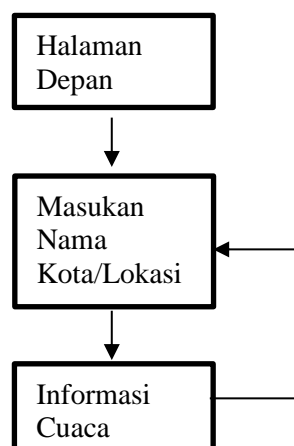 Halaman
Depan
Masukan
Nama
Kota/Lokasi
Informasi
Cuaca